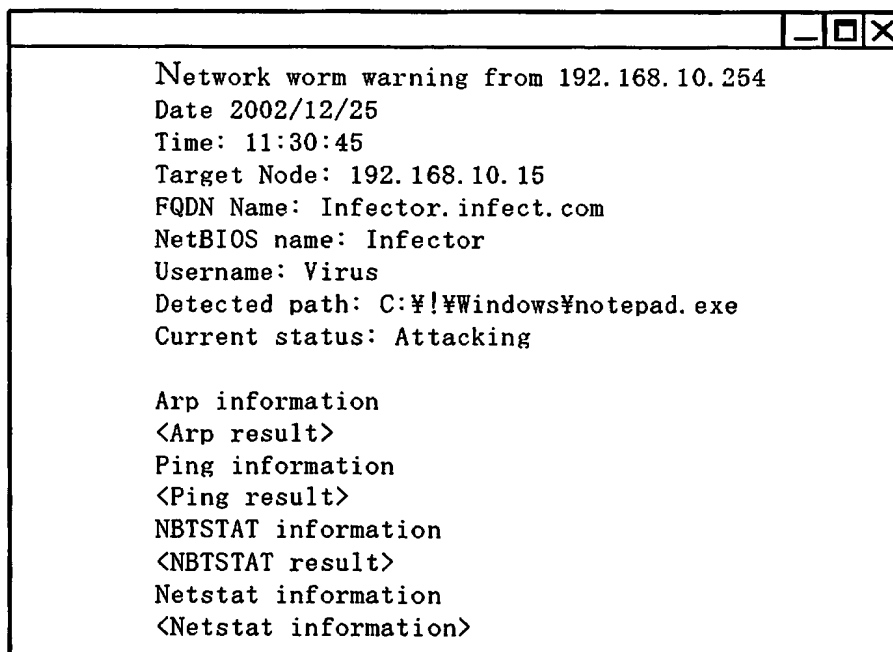 Network worm warning from 192.168.10.254
Date 2002/12/25
Time: 11:30:45
Target Node: 192.168.10.15
FQDN Name: Infector.infect.com
NetBIOS name: Infector
Username: Virus
Detected path: C:¥!¥Windows¥notepad.exe
Current status: Attacking
Arp information
<Arp result>
Ping information
<Ping result>
NBTSTAT information
<NBTSTAT result>
Netstat information
<Netstat information>